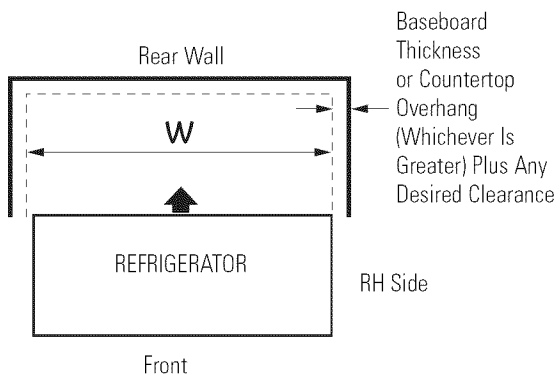 Rear Wall
Baseboard
Thickness
or Countertop
Overhang
(Whichever Is
Greater) Plus Any
Desired Clearance
W
REFRIGERATOR
RH Side
Front